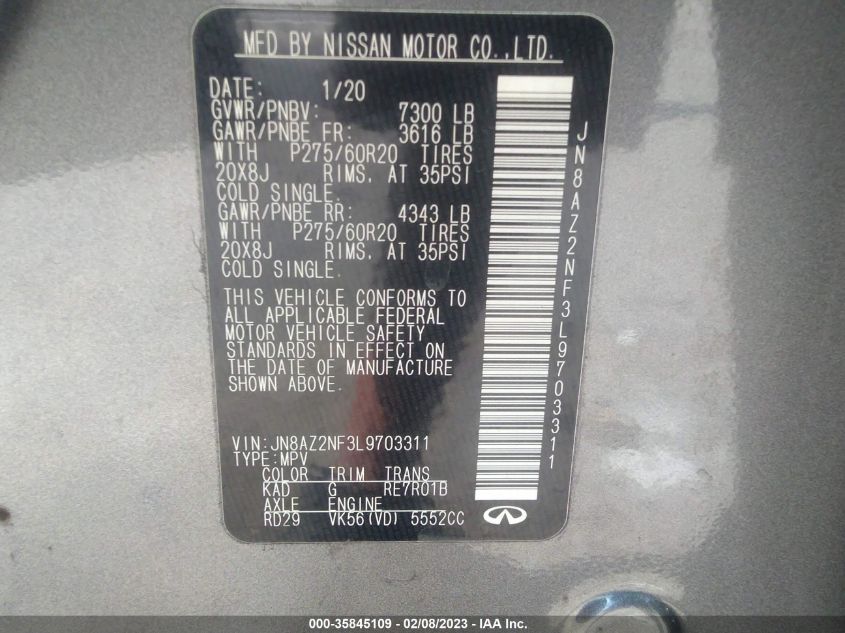 MFD BY NISSAN MOTOR CO.,LTD.
DATE: 1/20
GVWR/PNBV: 7300 LB
GAWR/PNBE FR: 3616 LB
WITH P275/60R20 TIRES
20X8J RIMS. AT 35PSI
COLD SINGLE.
GAWR/PNBE RR: 4343 LB
WITH P275/60R20 TIRES
20X8J RIMS. AT 35PSI
COLD SINGLE.
THIS VEHICLE CONFORMS TO
ALL APPLICABLE FEDERAL
MOTOR VEHICLE SAFETY
STANDARDS IN EFFECT ON
THE DATE OF MANUFACTURE
SHOWN ABOVE.
VIN:JN8AZ2NF3L9703311
TYPE:MPV
COLOR TRIM TRANS
KAD G RE7R01B
AXLE ENGINE
RD29 VK56(VD) 5552CC
JN8AZ2NF3L9703311
000-35845109 - 02/08/2023 - IAA Inc.